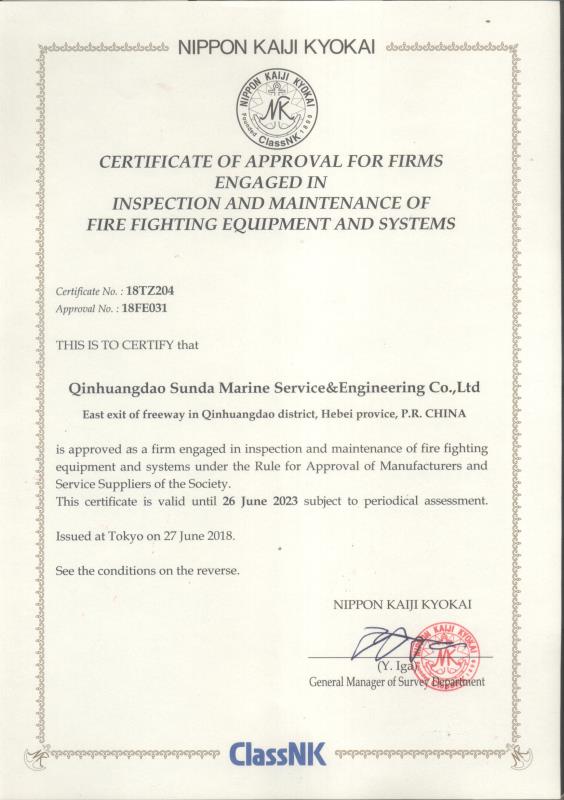 NIPPON KAIJI KYOKAI
NIPPON KAIJI KYOKAI
NK
Founded 1899
ClassNK
CERTIFICATE OF APPROVAL FOR FIRMS
ENGAGED IN
INSPECTION AND MAINTENANCE OF
FIRE FIGHTING EQUIPMENT AND SYSTEMS
Certificate No. : 18TZ204
Approval No. : 18FE031
THIS IS TO CERTIFY that
Qinhuangdao Sunda Marine Service&Engineering Co.,Ltd
East exit of freeway in Qinhuangdao district, Hebei provice, P.R. CHINA
is approved as a firm engaged in inspection and maintenance of fire fighting
equipment and systems under the Rule for Approval of Manufacturers and
Service Suppliers of the Society.
This certificate is valid until 26 June 2023 subject to periodical assessment.
Issued at Tokyo on 27 June 2018.
See the conditions on the reverse.
NIPPON KAIJI KYOKAI
NIPPON KAIJI KYOKAI
NK
(Y. Iga)
General Manager of Survey Department
ClassNK